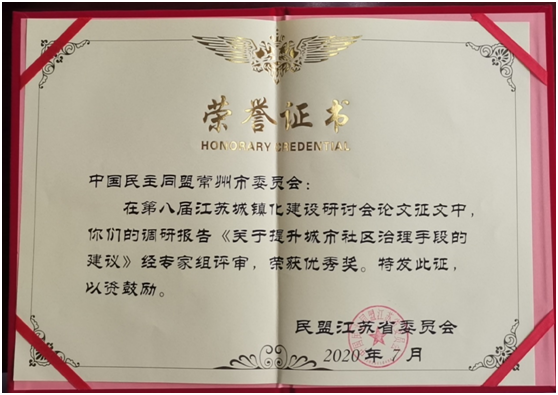 荣誉证书
HONORARY CREDENTIAL
中国民主同盟常州市委员会：
在第八届江苏城镇化建设研讨会论文征文中，
你们的调研报告《关于提升城市社区治理手段的
建议》经专家组评审，荣获优秀奖。特发此证，
以资鼓励。
民盟江苏省委员会
2020年7月